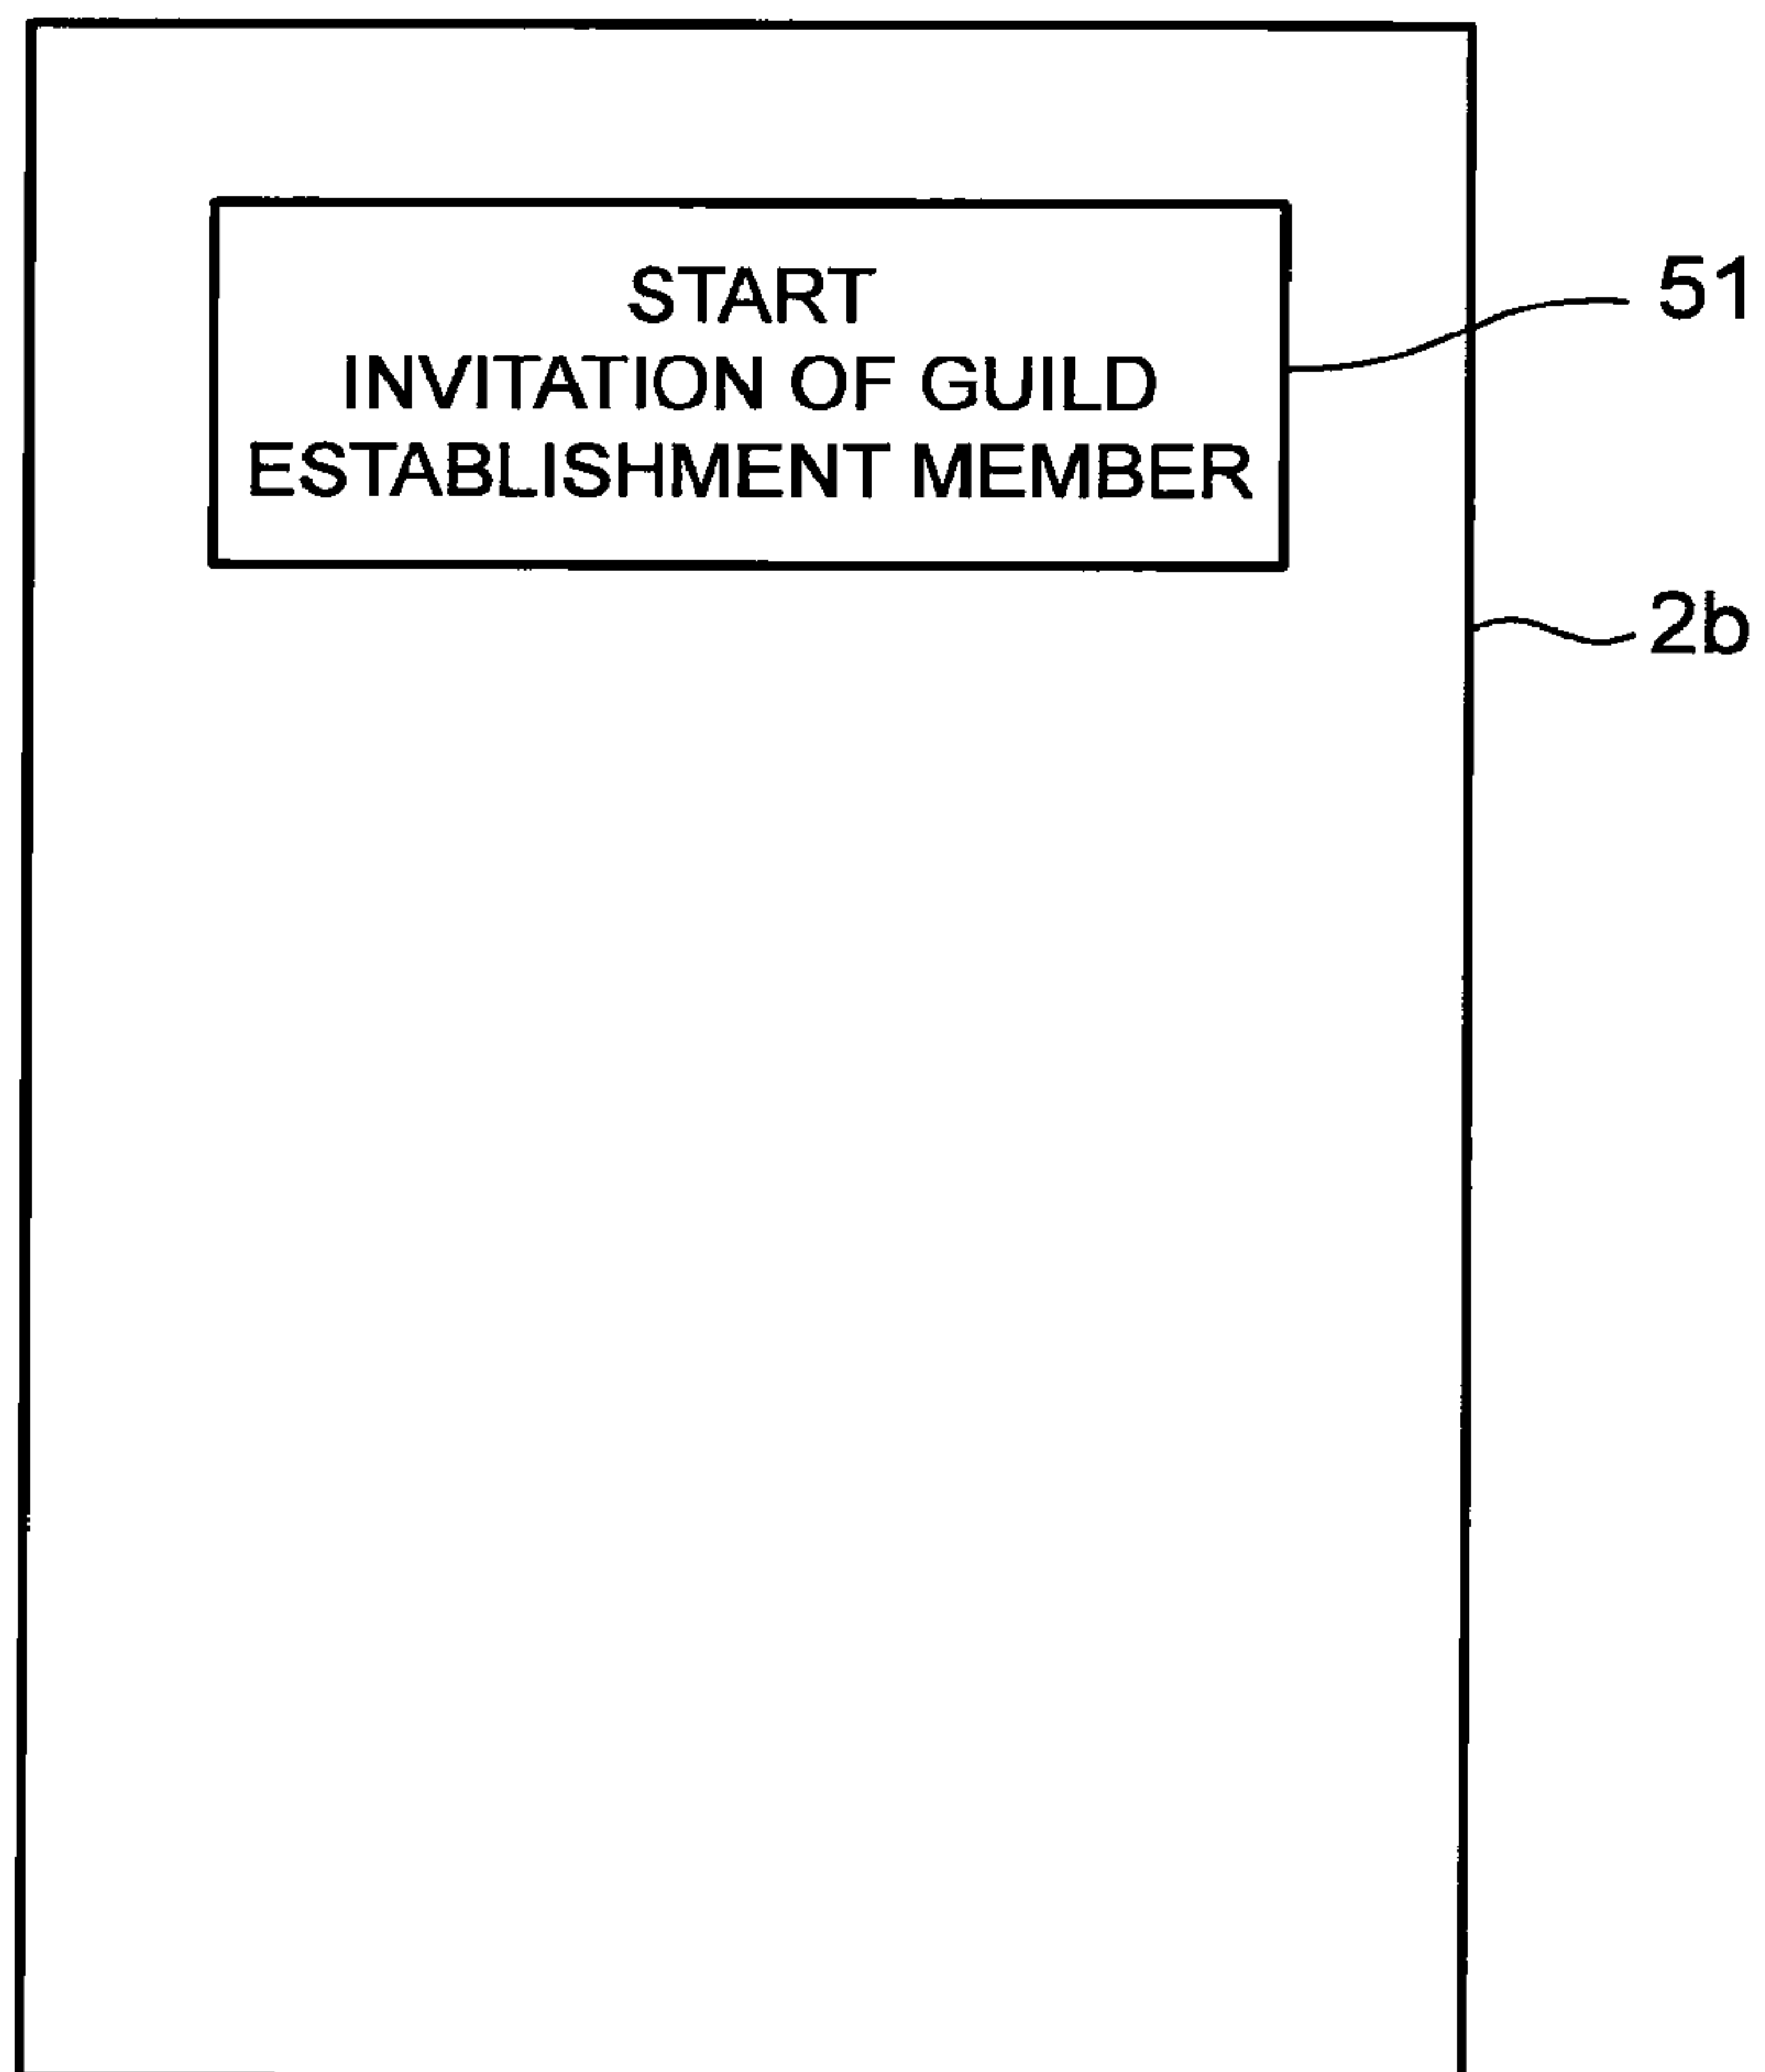 START
INVITATION OF GUILD
ESTABLISHMENT MEMBER
51
2b